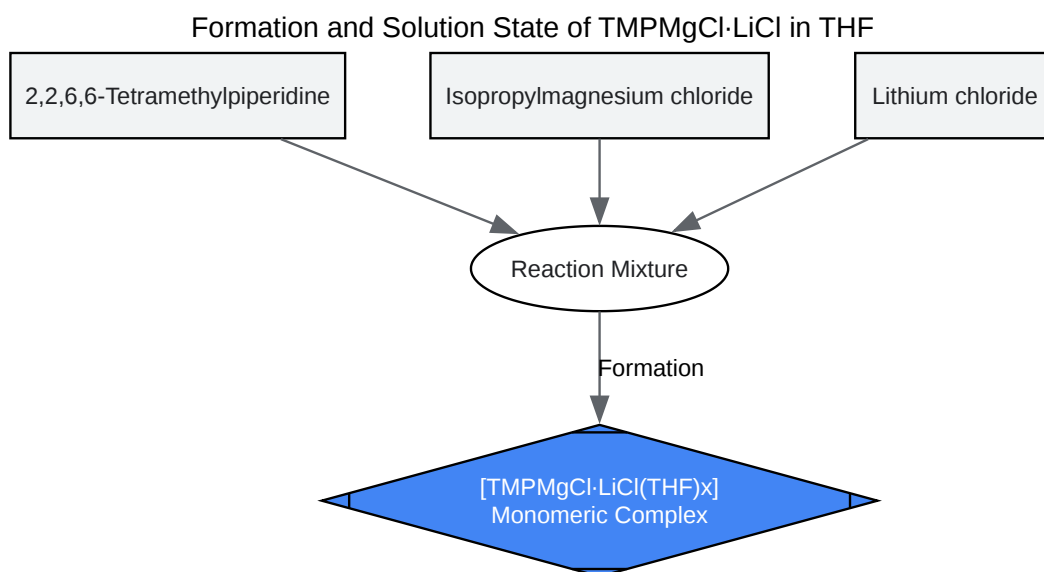 Formation and Solution State of TMPMgCl·LiCl in THF
2,2,6,6-Tetramethylpiperidine
Isopropylmagnesium chloride
Lithium chloride
Reaction Mixture
Formation
[TMPMgCl·LiCl(THF)x]
Monomeric Complex